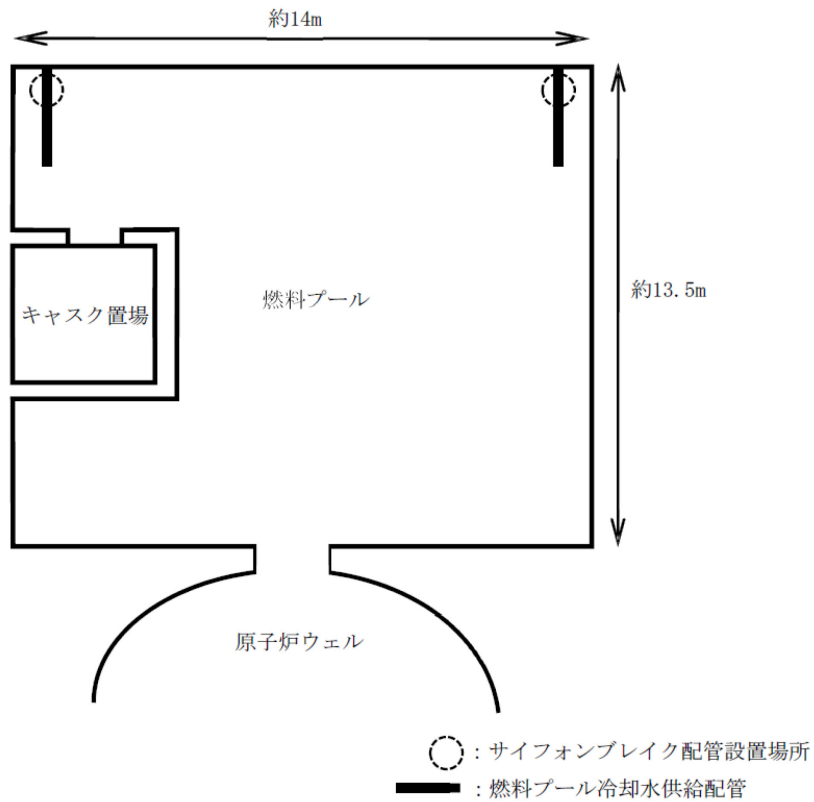 約14m
約13.5m
燃料プール
キャスク置場
原子炉ウェル
：サイフォンブレイク配管設置場所
：燃料プール冷却水供給配管